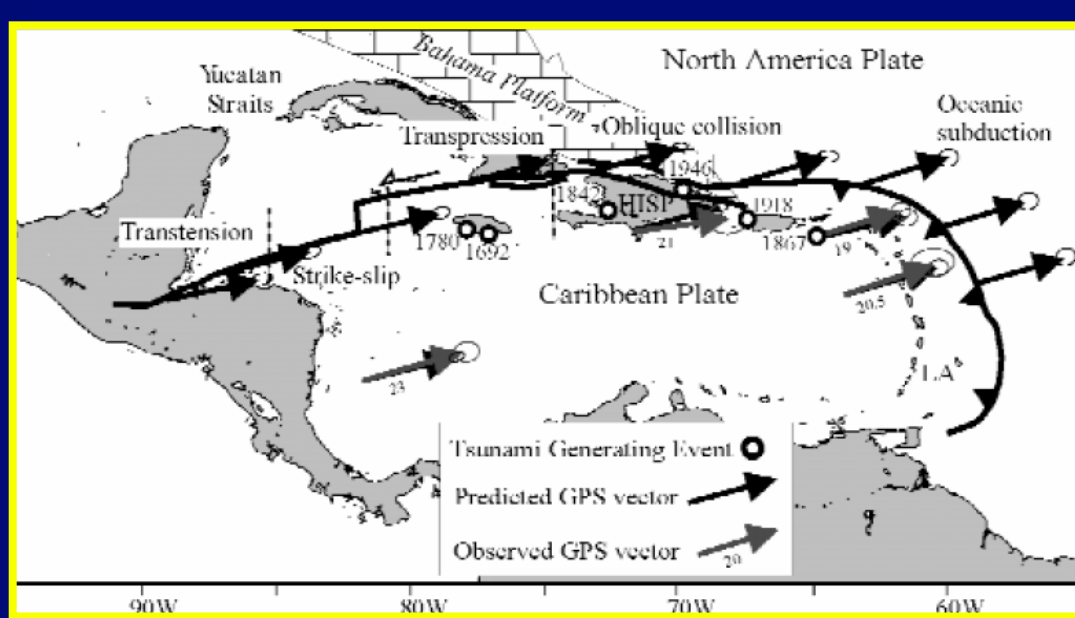 North America Plate
Bahama Platform
Yucatan
Straits
Oceanic
subduction
Transpression
Oblique collision
1946
1842
HISP
1918
Transtension
1780
1692
21
1867
19
Strike-slip
Caribbean Plate
20.5
23
LA
Tsunami Generating Event
Predicted GPS vector
Observed GPS vector
20
90W
80W
70W
60W